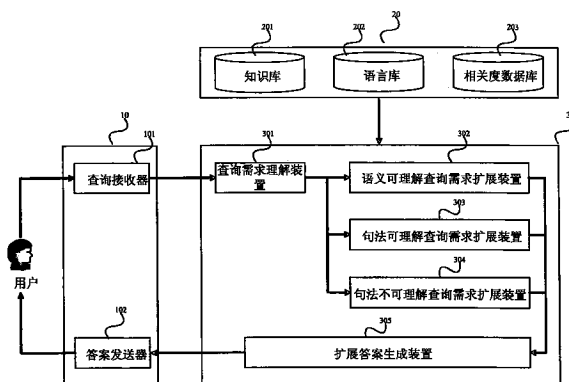 20
201
202
203
知识库
语言库
相关度数据库
10
101
301
302
3
查询接收器
查询需求理解装置
语义可理解查询需求扩展装置
303
句法可理解查询需求扩展装置
304
句法不可理解查询需求扩展装置
用户
102
305
答案发送器
扩展答案生成装置